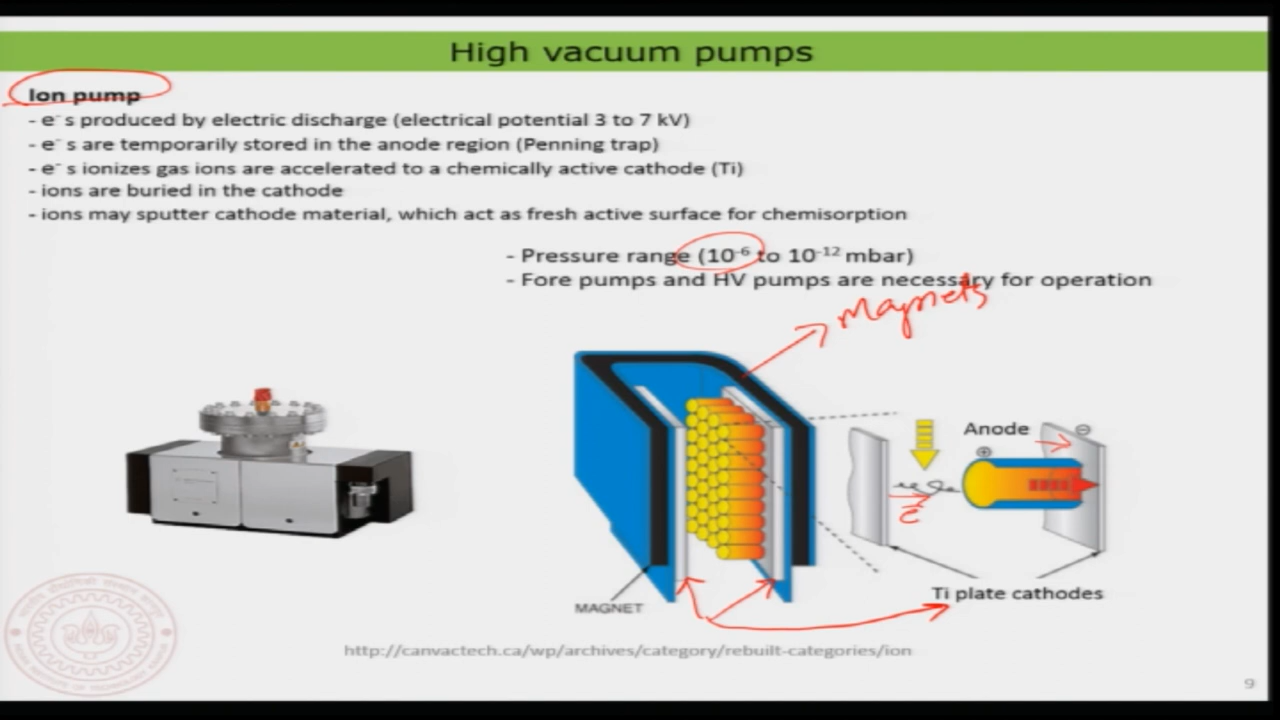 High vacuum pumps
Ion pump
- e⁻ s produced by electric discharge (electrical potential 3 to 7 kV)
- e⁻ s are temporarily stored in the anode region (Penning trap)
- e⁻ s ionizes gas ions are accelerated to a chemically active cathode (Ti)
- ions are buried in the cathode
- ions may sputter cathode material, which act as fresh active surface for chemisorption
- Pressure range (10⁻⁶ to 10⁻¹² mbar)
- Fore pumps and HV pumps are necessary for operation
Magnets
Anode
e⁻
Ti plate cathodes
MAGNET
http://canvactech.ca/wp/archives/category/rebuilt-categories/ion
9